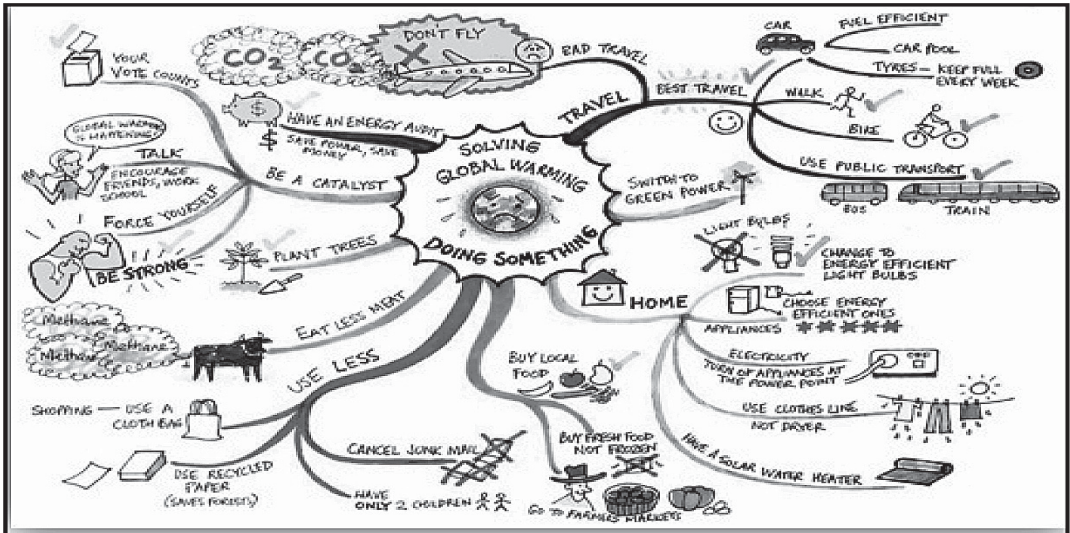 SOLVING
GLOBAL WARMING
DOING SOMETHING
TRAVEL
BAD TRAVEL
DON'T FLY
CO2
CO2
BEST TRAVEL
CAR
FUEL EFFICIENT
CAR POOL
TYRES — KEEP FULL
EVERY WEEK
WALK
BIKE
USE PUBLIC TRANSPORT
BUS
TRAIN
SWITCH TO
GREEN POWER
HOME
LIGHT BULBS
CHANGE TO
ENERGY EFFICIENT
LIGHT BULBS
CHOOSE ENERGY
EFFICIENT ONES
APPLIANCES
ELECTRICITY
TURN OF APPLIANCES AT
THE POWER POINT
OFF
USE CLOTHES LINE
NOT DRYER
HAVE A SOLAR WATER HEATER
BUY LOCAL
FOOD
BUY FRESH FOOD
NOT FROZEN
GO TO FARMERS MARKETS
USE LESS
CANCEL JUNK MAIL
HAVE
ONLY 2 CHILDREN
SHOPPING — USE A
CLOTH BAG
USE RECYCLED
PAPER
(SAVES FORESTS)
EAT LESS MEAT
Methane
Methane
Methane
PLANT TREES
BE A CATALYST
YOUR
VOTE COUNTS
GLOBAL WARMING
IS HAPPENING!
TALK
ENCOURAGE
FRIENDS, WORK
SCHOOL
FORCE YOURSELF
BE STRONG
HAVE AN ENERGY AUDIT
$
$ SAVE POWER, SAVE
MONEY